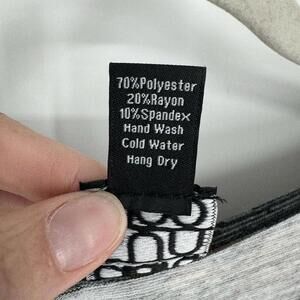 70%Polyester
20%Rayon
10%Spandex
Hand Wash
Cold Water
Hang Dry